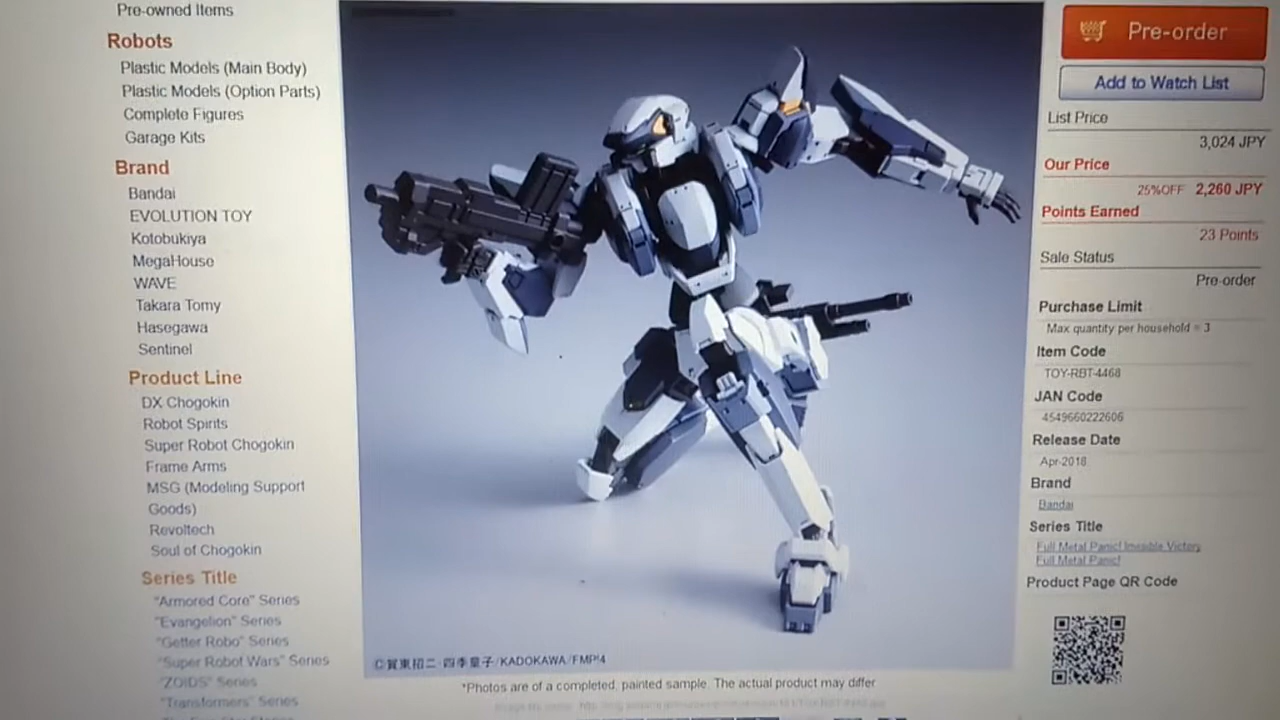 Pre-owned Items
Robots
Plastic Models (Main Body)
Plastic Models (Option Parts)
Complete Figures
Garage Kits
Brand
Bandai
EVOLUTION TOY
Kotobukiya
MegaHouse
WAVE
Takara Tomy
Hasegawa
Sentinel
Product Line
DX Chogokin
Robot Spirits
Super Robot Chogokin
Frame Arms
MSG (Modeling Support
Goods)
Revoltech
Soul of Chogokin
Series Title
"Armored Core" Series
"Evangelion" Series
"Getter Robo" Series
"Super Robot Wars" Series
"ZOIDS" Series
"Transformers" Series
©賀東招二・四季童子/KADOKAWA/FMP!4
*Photos are of a completed, painted sample. The actual product may differ.
Pre-order
Add to Watch List
List Price
3,024 JPY
Our Price
25%OFF 2,260 JPY
Points Earned
23 Points
Sale Status
Pre-order
Purchase Limit
Max quantity per household = 3
Item Code
TOY-RBT-4468
JAN Code
4549660222606
Release Date
Apr-2018
Brand
Bandai
Series Title
Full Metal Panic! Invisible Victory
Full Metal Panic!
Product Page QR Code